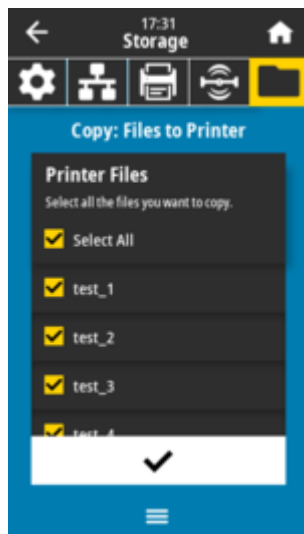 17:31
Storage
Copy: Files to Printer
Printer Files
Select all the files you want to copy.
Select All
test_1
test_2
test_3
test_4